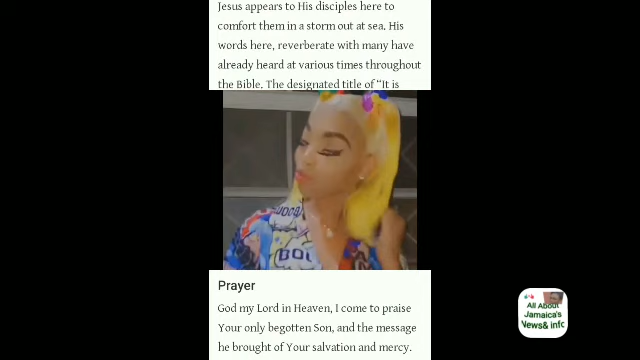 Jesus appears to His disciples here to
comfort them in a storm out at sea. His
words here, reverberate with many have
already heard at various times throughout
the Bible. The designated title of “It is
Prayer
God my Lord in Heaven, I come to praise
Your only begotten Son, and the message
he brought of Your salvation and mercy.
All About
Jamaica's
News& info